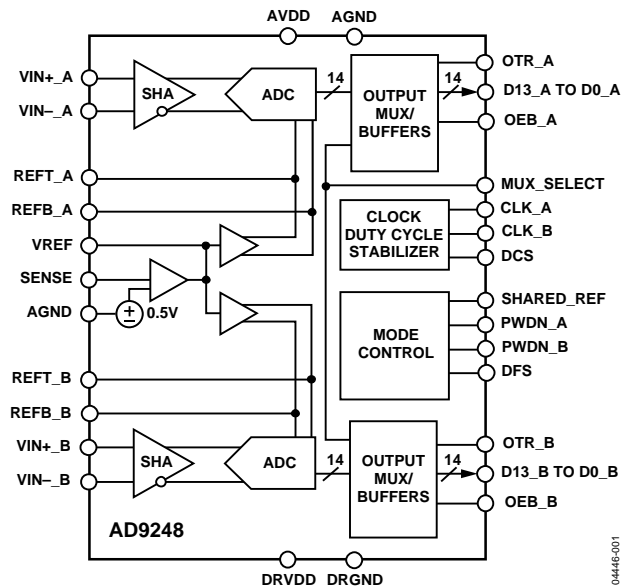 AVDD AGND
VIN+_A
VIN–_A
SHA
ADC
14
OUTPUT
MUX/
BUFFERS
14
OTR_A
D13_A TO D0_A
OEB_A
REFT_A
REFB_A
VREF
SENSE
AGND
0.5V
MUX_SELECT
CLOCK
DUTY CYCLE
STABILIZER
CLK_A
CLK_B
DCS
MODE
CONTROL
SHARED_REF
PWDN_A
PWDN_B
DFS
REFT_B
REFB_B
VIN+_B
VIN–_B
SHA
ADC
14
OUTPUT
MUX/
BUFFERS
14
OTR_B
D13_B TO D0_B
OEB_B
AD9248
DRVDD DRGND
04446-001